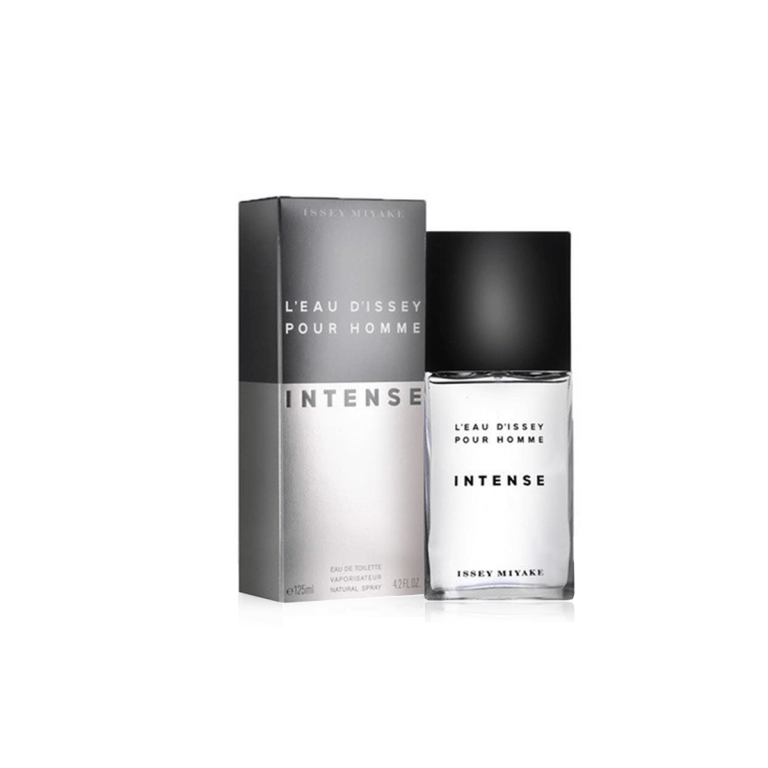 ISSEY MIYAKE
L'EAU D'ISSEY
POUR HOMME
INTENSE
EAU DE TOILETTE
VAPORISATEUR
NATURAL SPRAY
℮125ml
4.2 FL.OZ.
L'EAU D'ISSEY
POUR HOMME
INTENSE
ISSEY MIYAKE